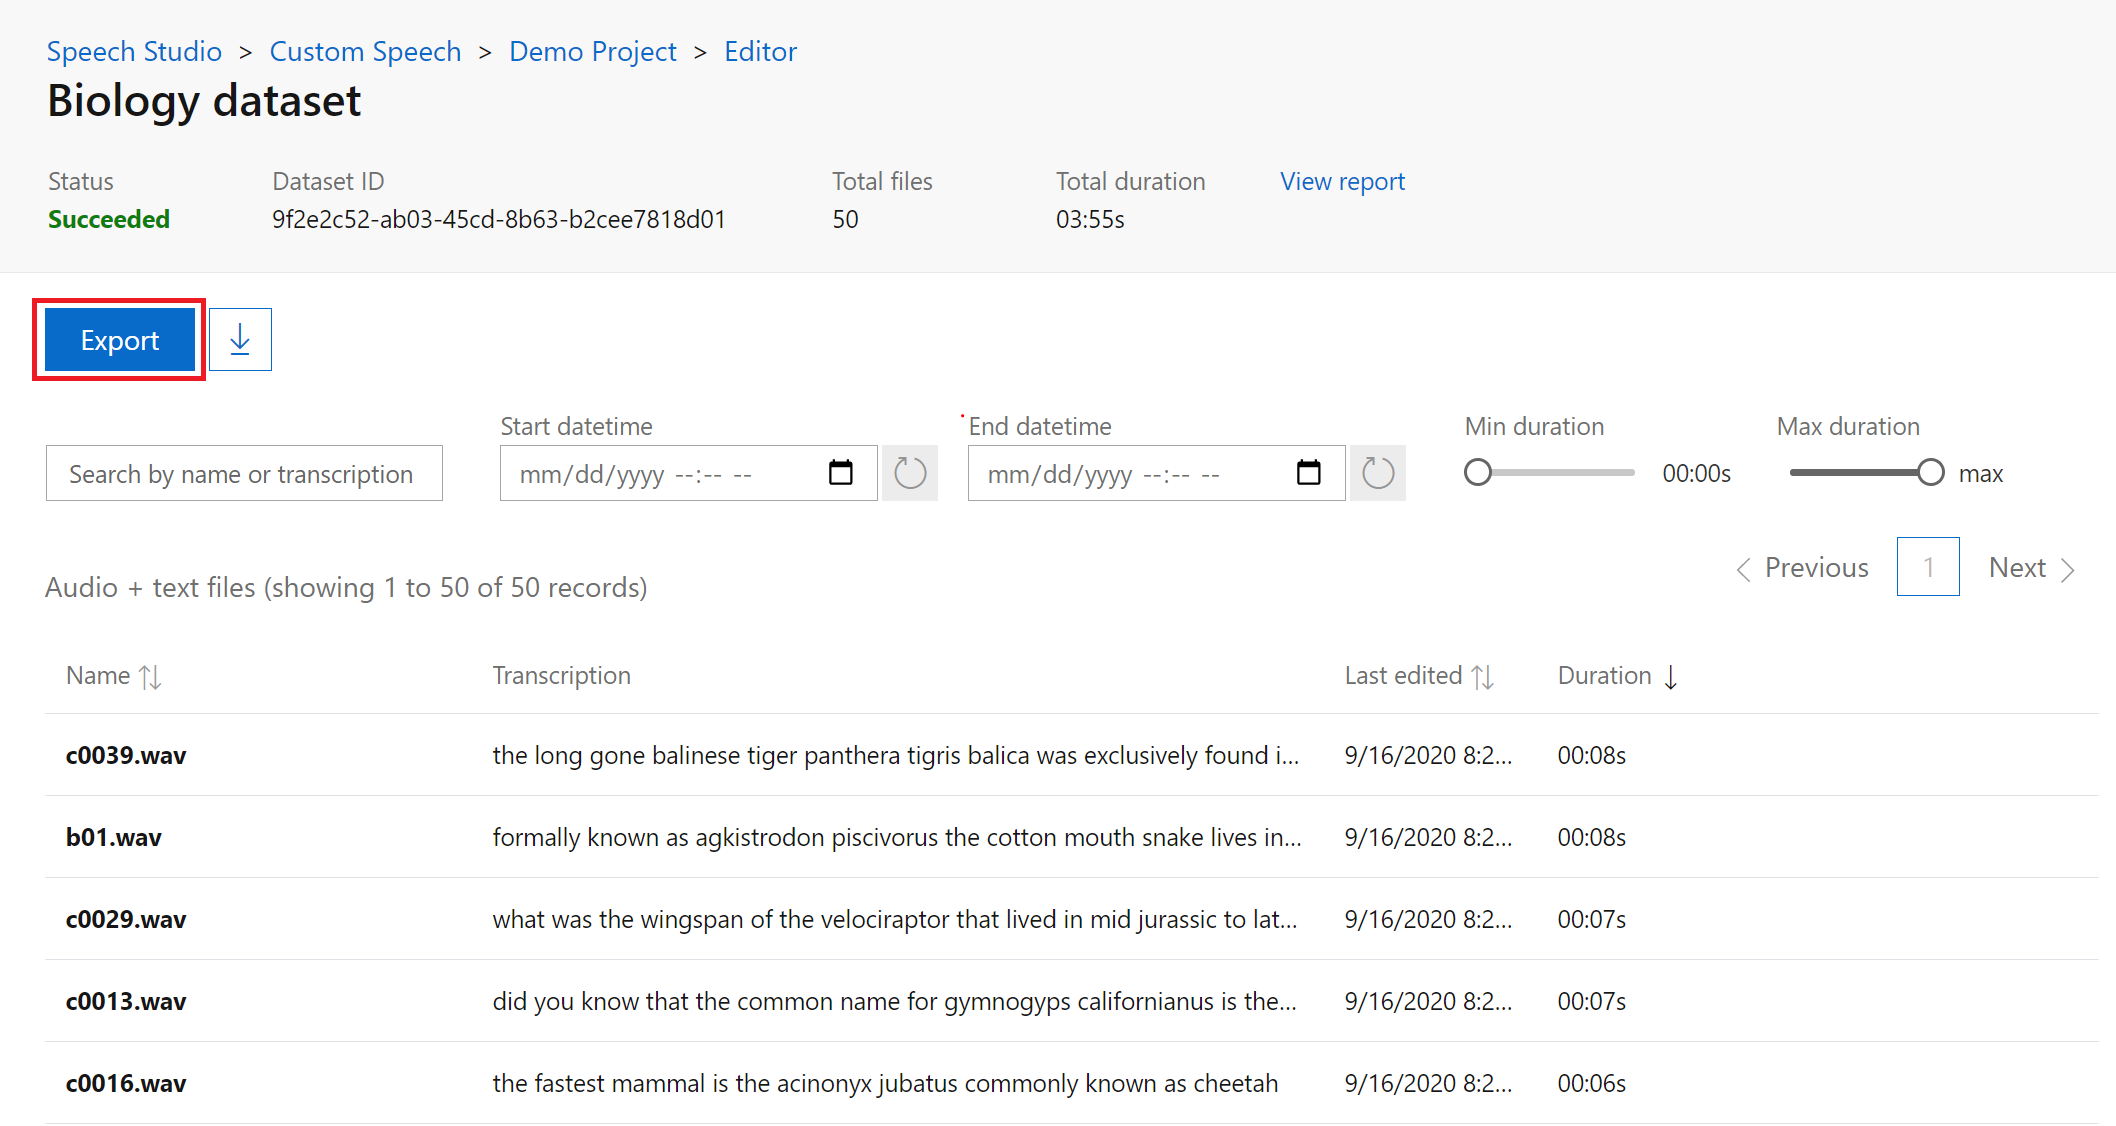 Speech Studio > Custom Speech > Demo Project > Editor
Biology dataset
Status Dataset ID Total files Total duration View report
Succeeded 9f2e2c52-ab03-45cd-8b63-b2cee7818d01 50 03:55s
Export
Start datetime End datetime Min duration Max duration
Search by name or transcription mm/dd/yyyy --:-- -- mm/dd/yyyy --:-- -- 00:00s max
Previous 1 Next
Audio + text files (showing 1 to 50 of 50 records)
Name Transcription Last edited Duration
c0039.wav the long gone balinese tiger panthera tigris balica was exclusively found i... 9/16/2020 8:2... 00:08s
b01.wav formally known as agkistrodon piscivorus the cotton mouth snake lives in... 9/16/2020 8:2... 00:08s
c0029.wav what was the wingspan of the velociraptor that lived in mid jurassic to lat... 9/16/2020 8:2... 00:07s
c0013.wav did you know that the common name for gymnogyps californianus is the... 9/16/2020 8:2... 00:07s
c0016.wav the fastest mammal is the acinonyx jubatus commonly known as cheetah 9/16/2020 8:2... 00:06s